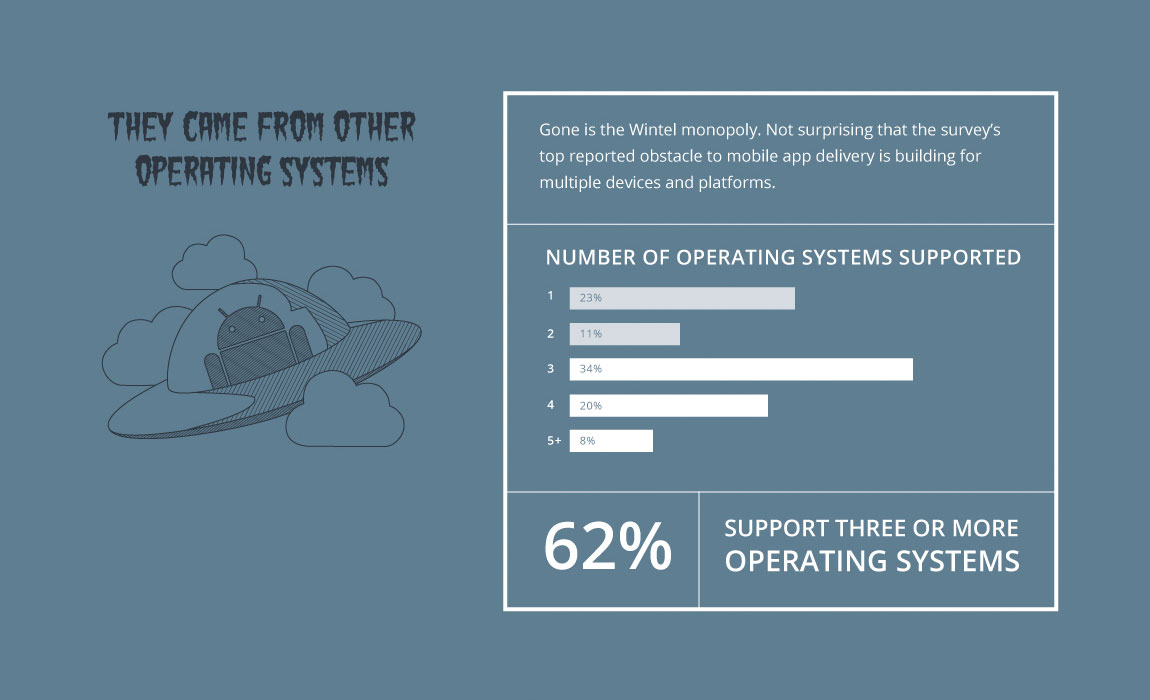 THEY CAME FROM OTHER
OPERATING SYSTEMS
Gone is the Wintel monopoly. Not surprising that the survey’s
top reported obstacle to mobile app delivery is building for
multiple devices and platforms.
NUMBER OF OPERATING SYSTEMS SUPPORTED
1 23%
2 11%
3 34%
4 20%
5+ 8%
62%
SUPPORT THREE OR MORE
OPERATING SYSTEMS